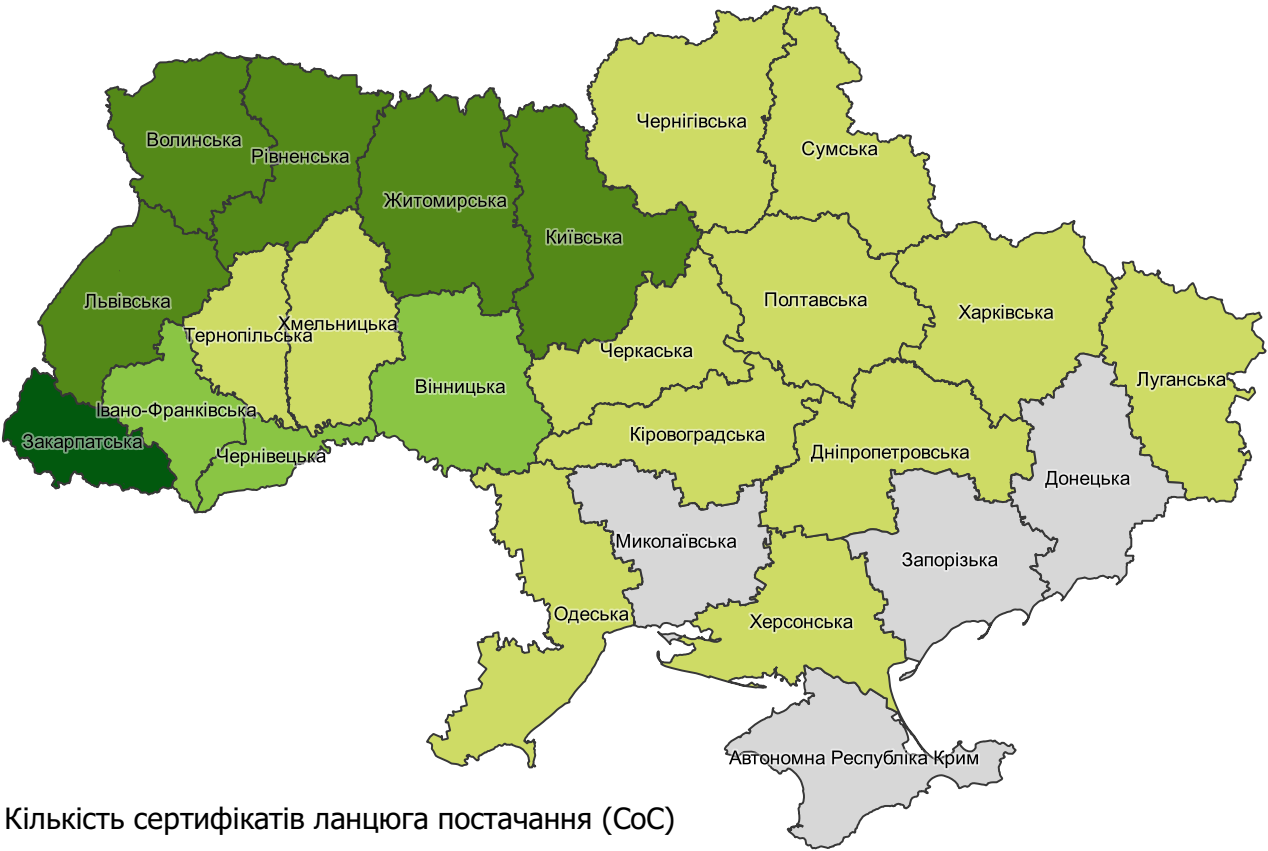 Чернігівська
Волинська
Сумська
Рівненська
Житомирська
Київська
Львівська
Полтавська
Харківська
Хмельницька
Тернопільська
Черкаська
Луганська
Вінницька
Івано-Франківська
Кіровоградська
Закарпатська
Чернівецька
Дніпропетровська
Донецька
Миколаївська
Запорізька
Одеська
Херсонська
Автономна Республіка Крим
Кількість сертифікатів ланцюга постачання (CoC)